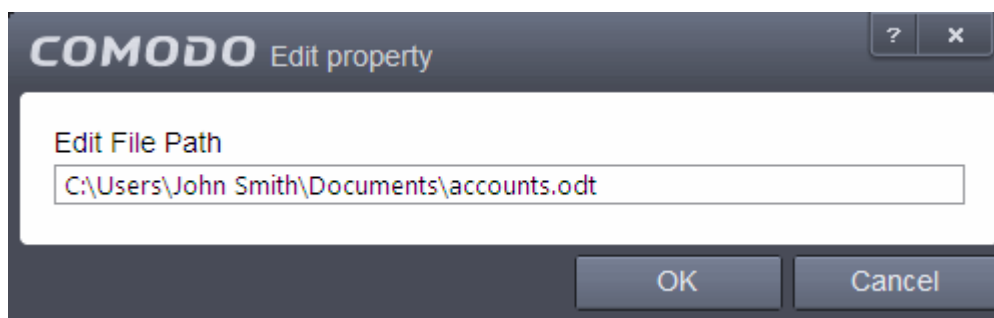 COMODO Edit property ? ×
Edit File Path
C:\Users\John Smith\Documents\accounts.odt
OK Cancel